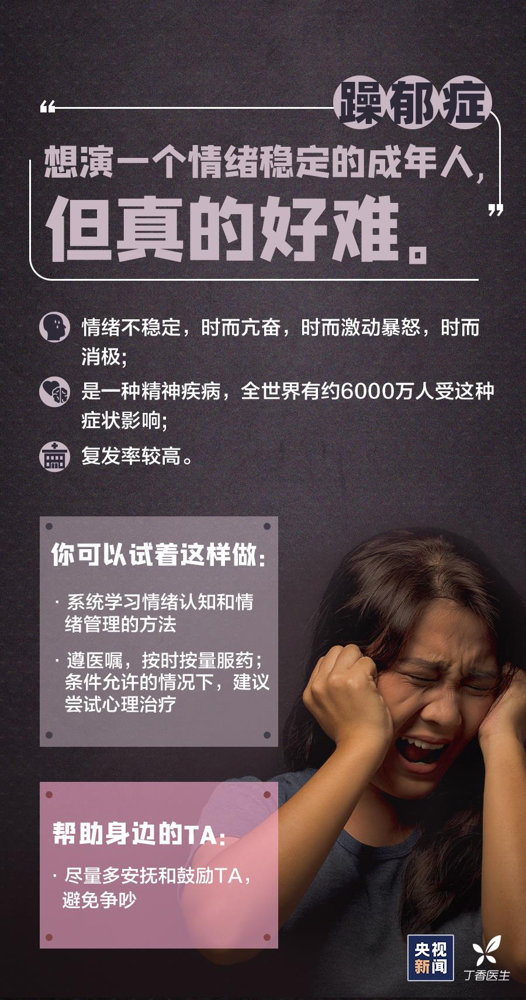 躁郁症
想演一个情绪稳定的成年人，
但真的好难。
情绪不稳定，时而亢奋，时而激动暴怒，时而
消极；
是一种精神疾病，全世界有约6000万人受这种
症状影响；
复发率较高。
你可以试着这样做：
· 系统学习情绪认知和情
绪管理的方法
· 遵医嘱，按时按量服药；
条件允许的情况下，建议
尝试心理治疗
帮助身边的TA：
· 尽量多安抚和鼓励TA，
避免争吵
央视
新闻
丁香医生